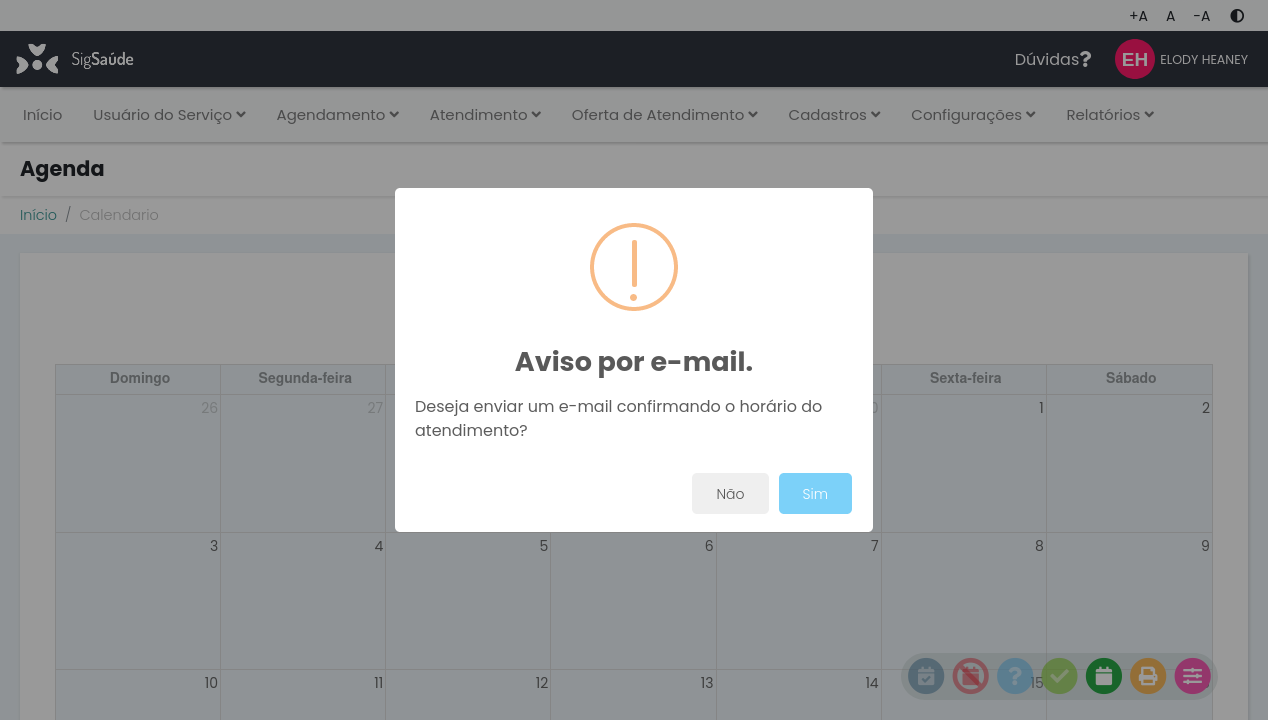 +A A -A
SigSaúde Dúvidas? EH ELODY HEANEY
Início Usuário do Serviço Agendamento Atendimento Oferta de Atendimento Cadastros Configurações Relatórios
Agenda
Início / Calendario
Aviso por e-mail.
Deseja enviar um e-mail confirmando o horário do
atendimento?
Não Sim
Domingo Segunda-feira Sexta-feira Sábado
26 27 1 2
3 4 5 6 7 8 9
10 11 12 13 14 15